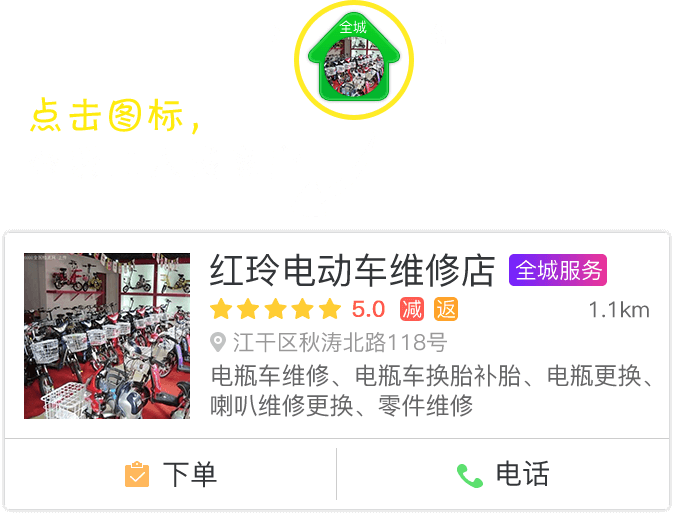 全城
点击图标，
红玲电动车维修店 全城服务
5.0 减 返 1.1km
江干区秋涛北路118号
电瓶车维修、电瓶车换胎补胎、电瓶更换、
喇叭维修更换、零件维修
下单 电话